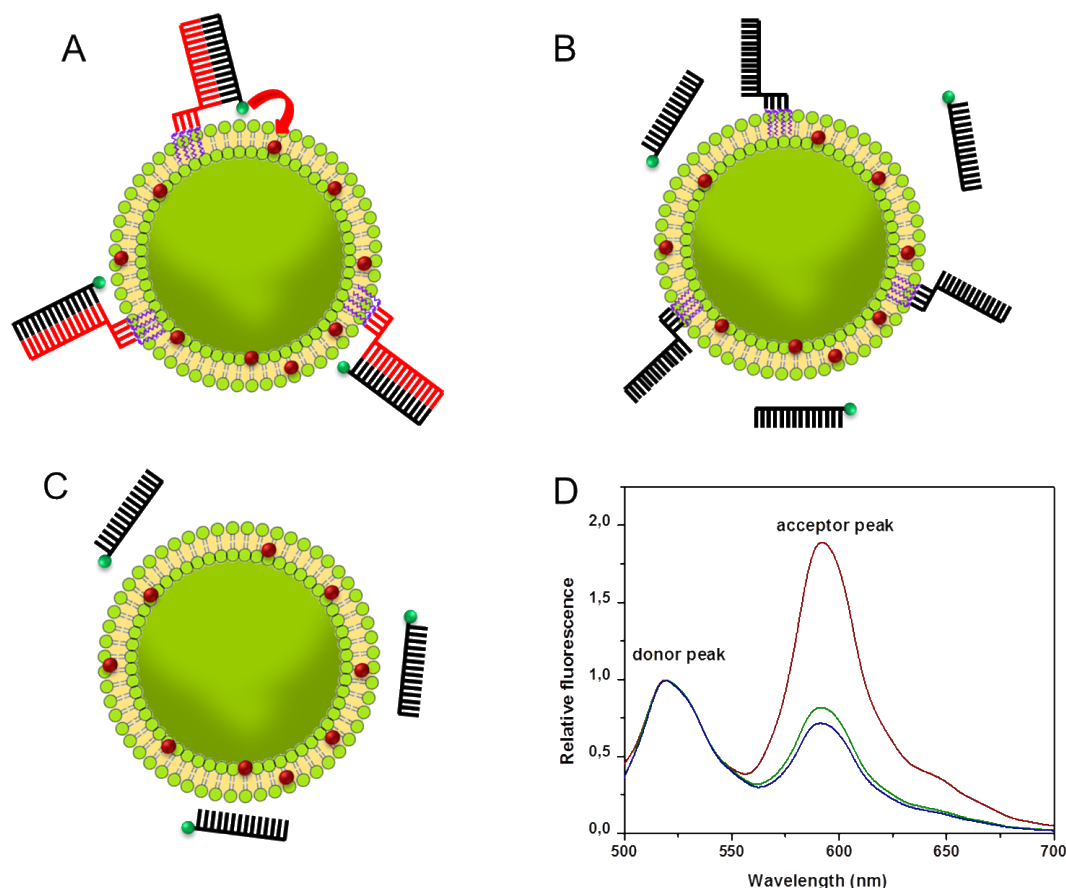 A
B
C
D
2,0
acceptor peak
1,5
donor peak
1,0
0,5
0,0
Relative fluorescence
500
550
600
650
700
Wavelength (nm)